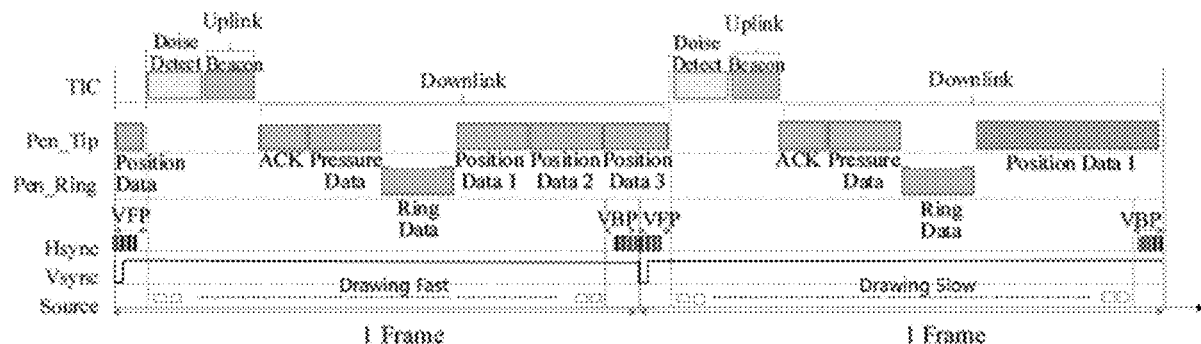 Uplink
Uplink
Noise
Detect
Beacon
Noise
Detect
Beacon
TIC
Downlink
Downlink
Pen_Tip
Position
Data
ACK
Pressure
Data
Position
Data 1
Position
Data 2
Position
Data 3
ACK
Pressure
Data
Position Data 1
Pen_Ring
Ring
Data
Ring
Data
VFP
VBP
VFP
VBP
Hsync
Vsync
Source
Drawing Fast
Drawing Slow
1 Frame
1 Frame